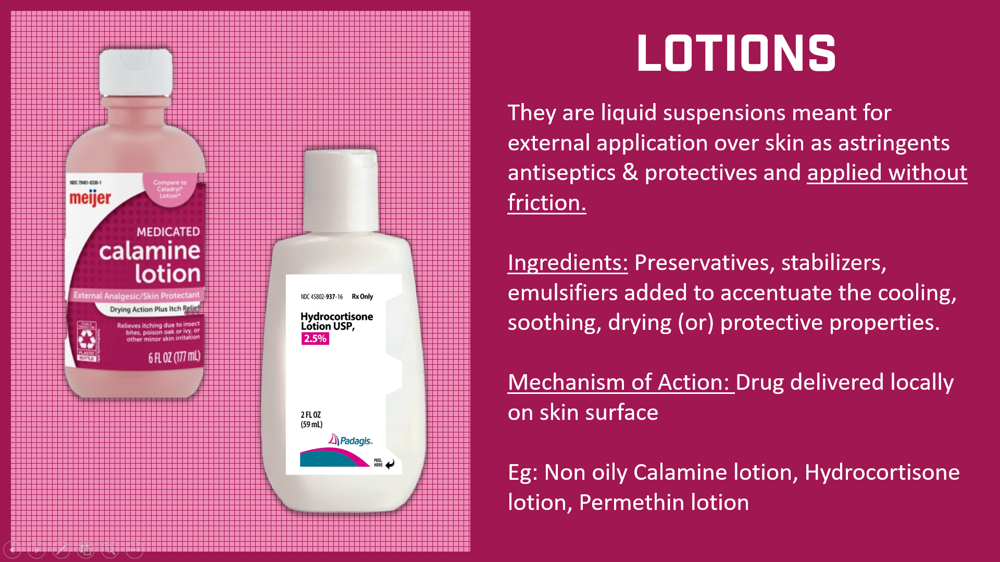 LOTIONS
They are liquid suspensions meant for
external application over skin as astringents
antiseptics & protectives and applied without
friction.
Ingredients: Preservatives, stabilizers,
emulsifiers added to accentuate the cooling,
soothing, drying (or) protective properties.
Mechanism of Action: Drug delivered locally
on skin surface
Eg: Non oily Calamine lotion, Hydrocortisone
lotion, Permethin lotion
NDC 79481-0336-1
meijer
Compare to
Caladryl®
Lotion*
MEDICATED
calamine
lotion
External Analgesic/Skin Protectant
Drying Action Plus Itch Relief
Relieves itching due to insect
bites, poison oak or ivy, or
other minor skin irritation
PLASTIC
BOTTLE
6 FL OZ (177 mL)
NDC 45802-937-16 Rx Only
Hydrocortisone
Lotion USP,
2.5%
2 FL OZ
(59 mL)
Padagis®
PEEL
HERE